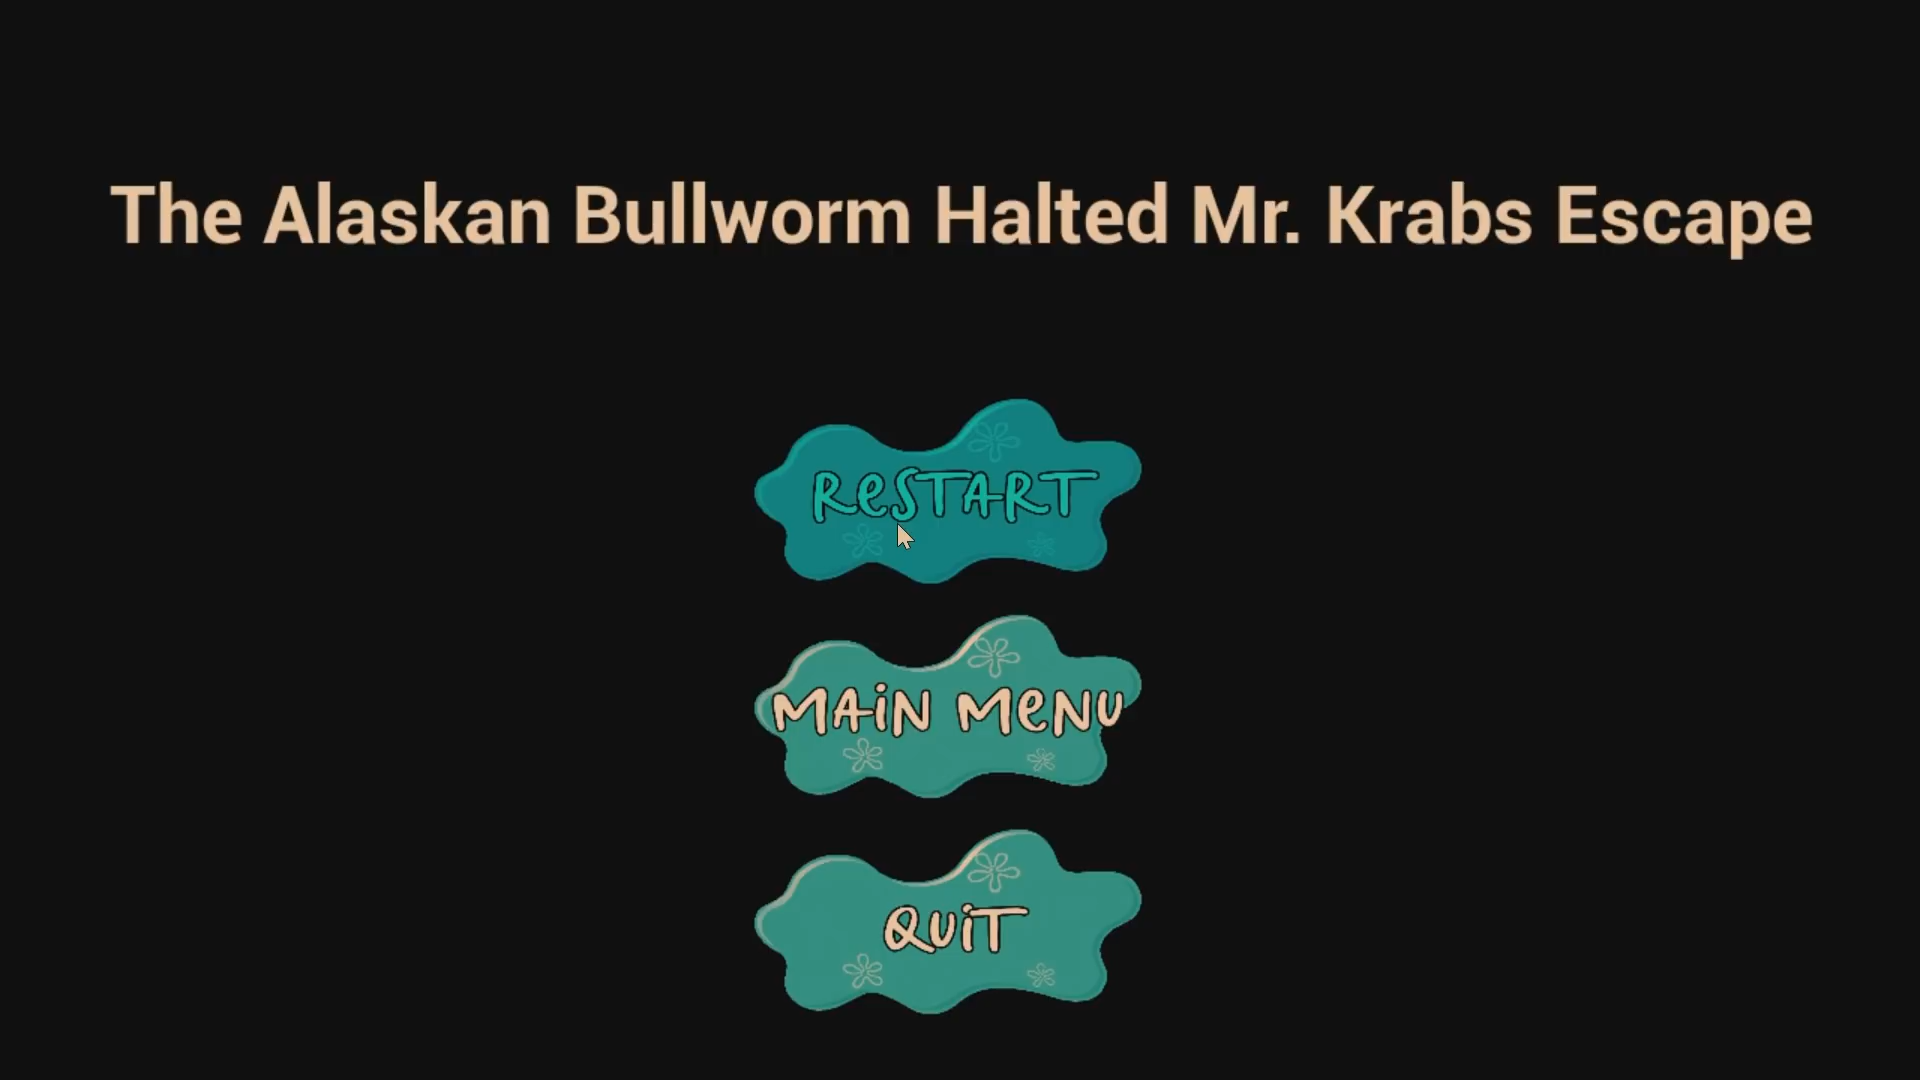 The Alaskan Bullworm Halted Mr. Krabs Escape
ReSTART
MAiN MeNU
QUiT